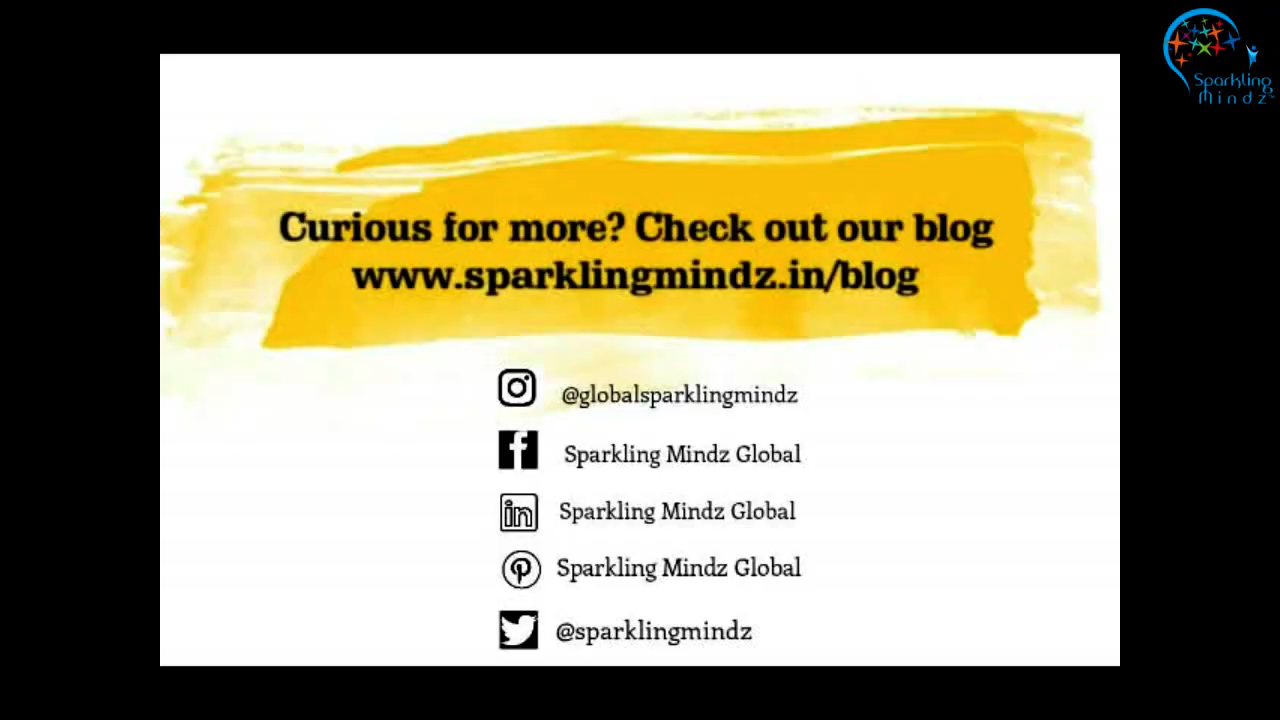 Sparkling
Mindz
Curious for more? Check out our blog
www.sparklingmindz.in/blog
@globalsparklingmindz
Sparkling Mindz Global
Sparkling Mindz Global
Sparkling Mindz Global
@sparklingmindz